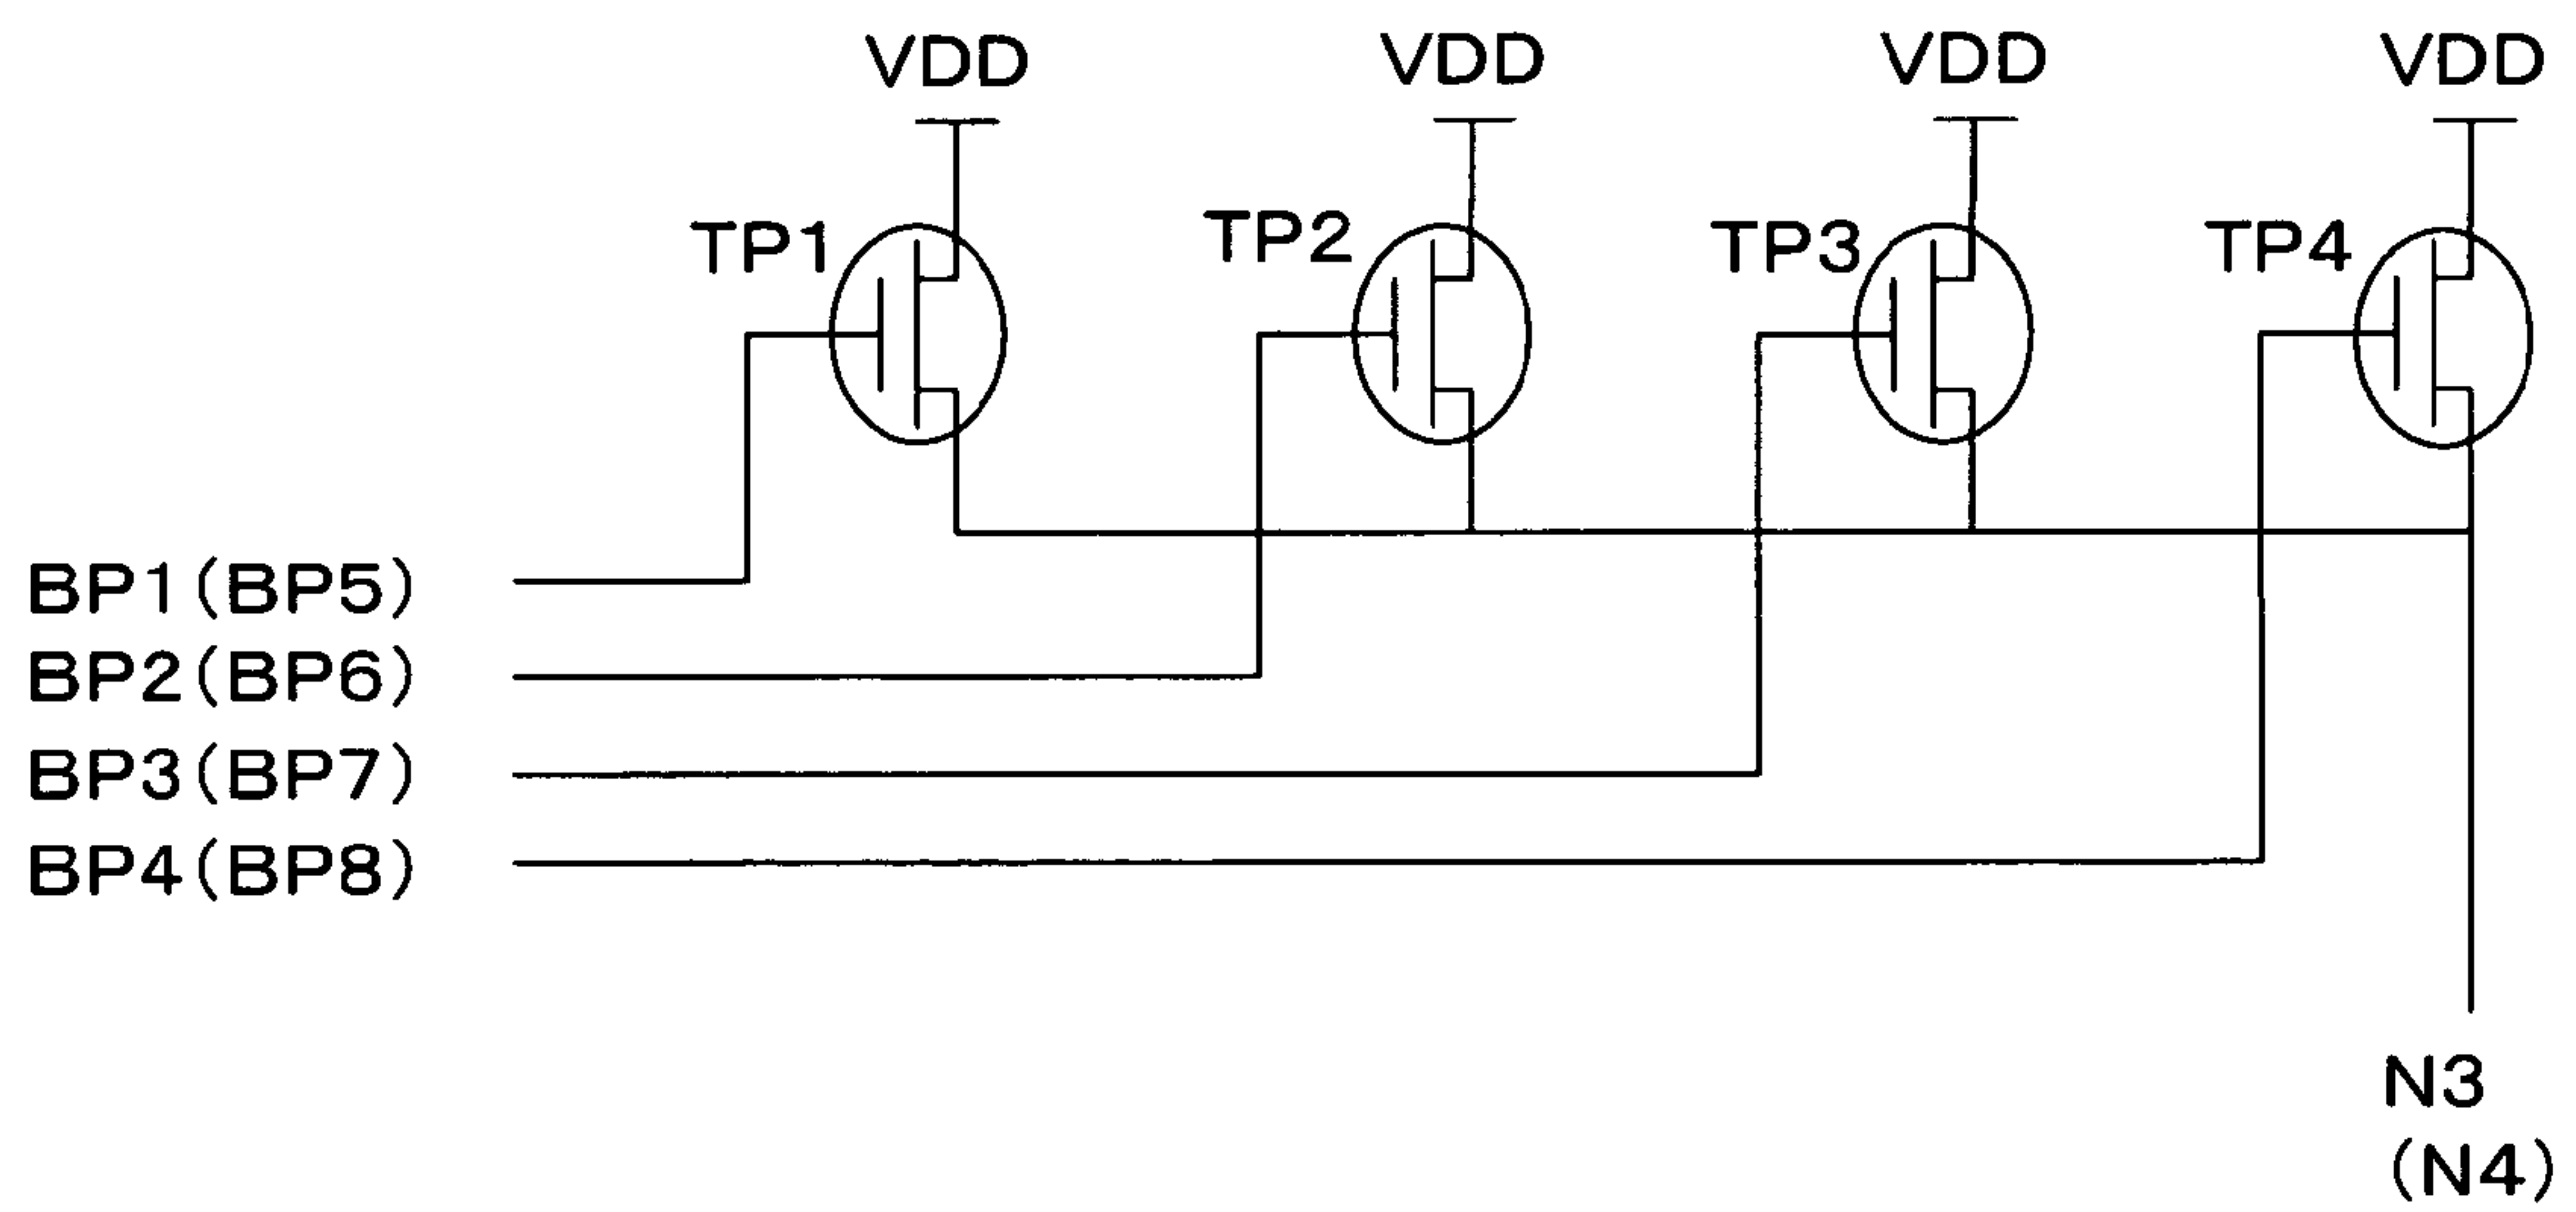 VDD VDD VDD VDD
TP1 TP2 TP3 TP4
BP1(BP5)
BP2(BP6)
BP3(BP7)
BP4(BP8)
N3
(N4)